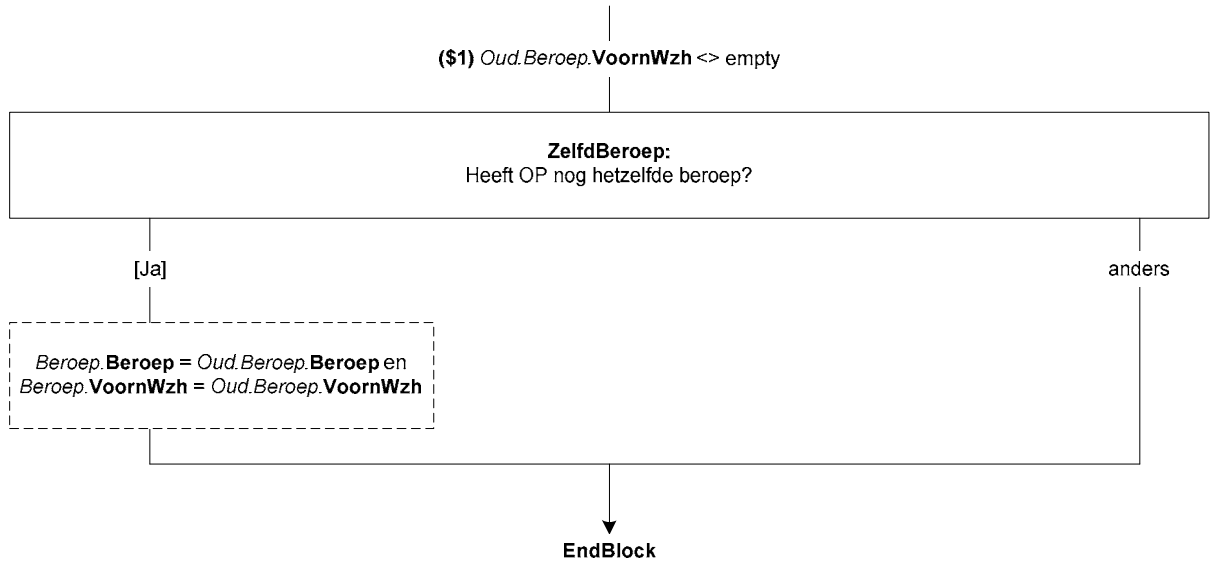 ($1) Oud.Beroep.VoornWzh <> empty
ZelfdBeroep:
Heeft OP nog hetzelfde beroep?
[Ja]
anders
Beroep.Beroep = Oud.Beroep.Beroep en
Beroep.VoornWzh = Oud.Beroep.VoornWzh
EndBlock